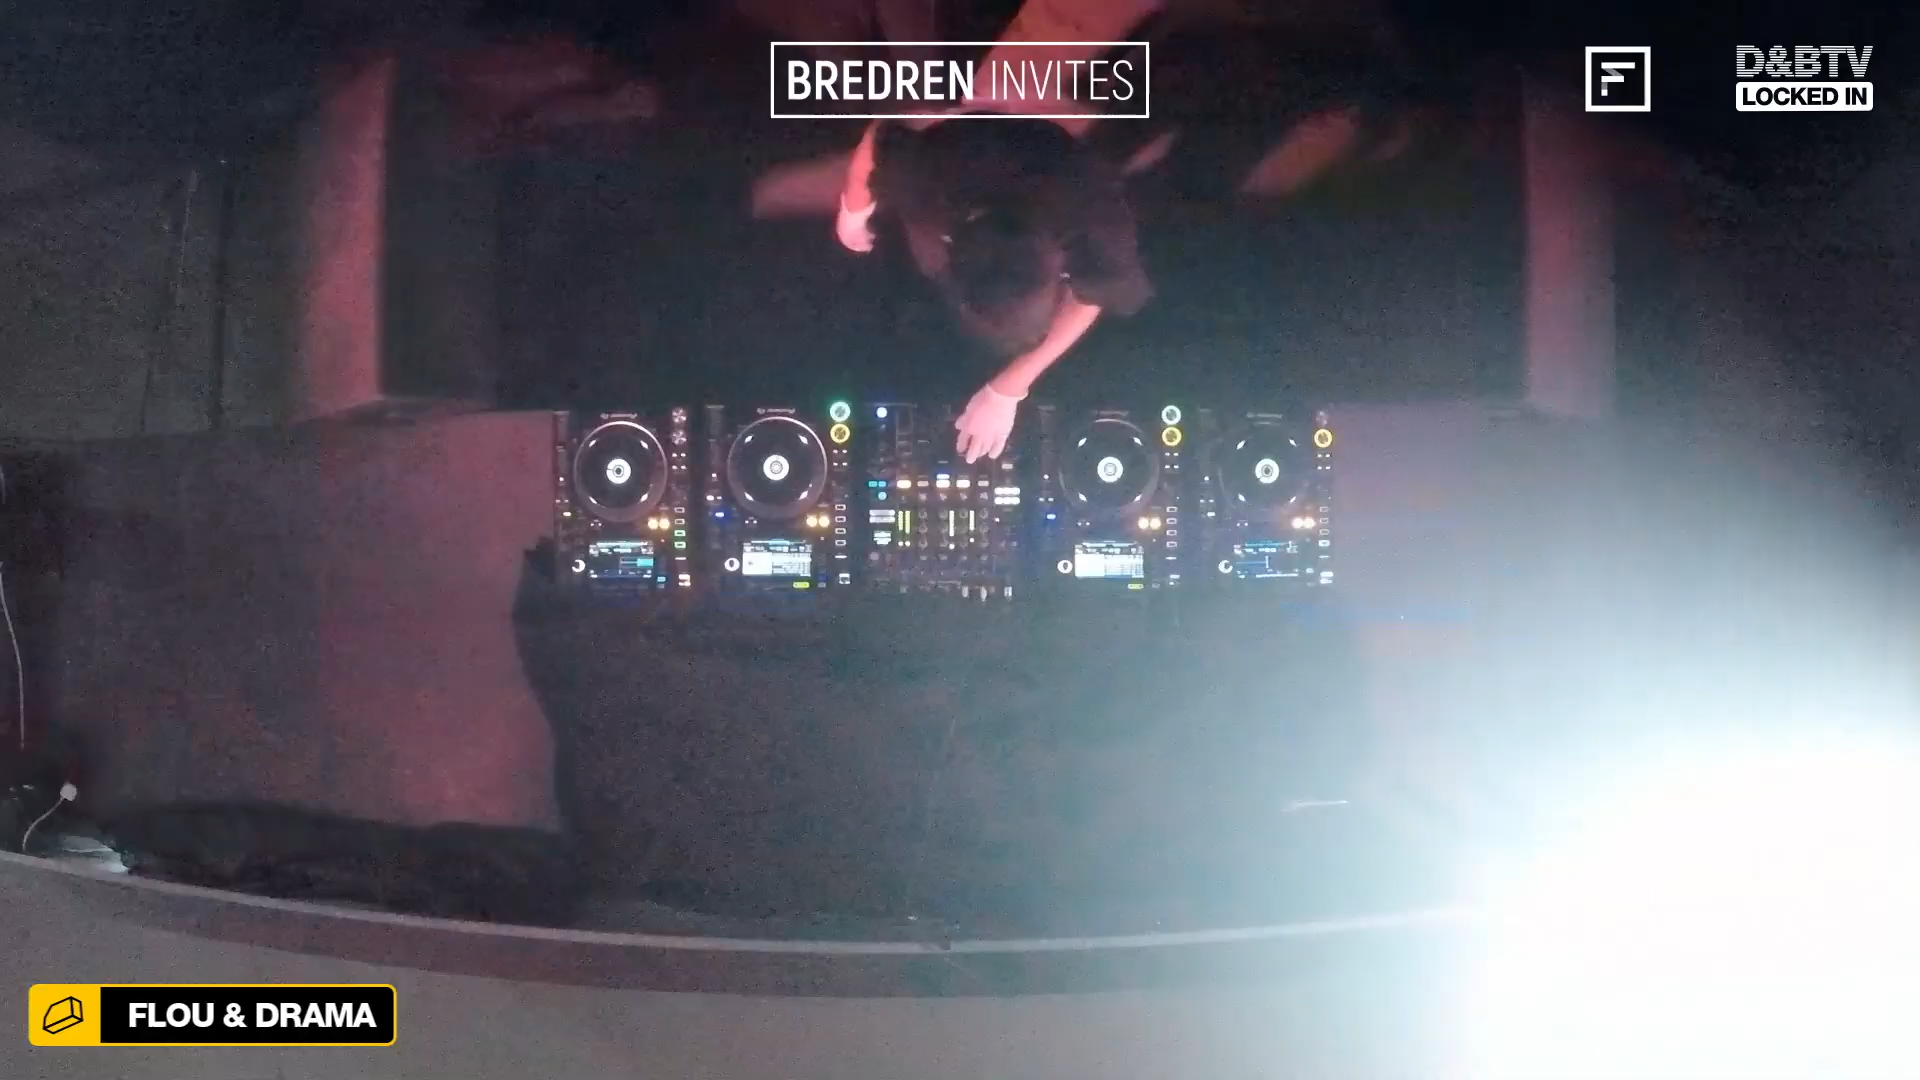 BREDREN INVITES
F
D&BTV
LOCKED IN
FLOU & DRAMA